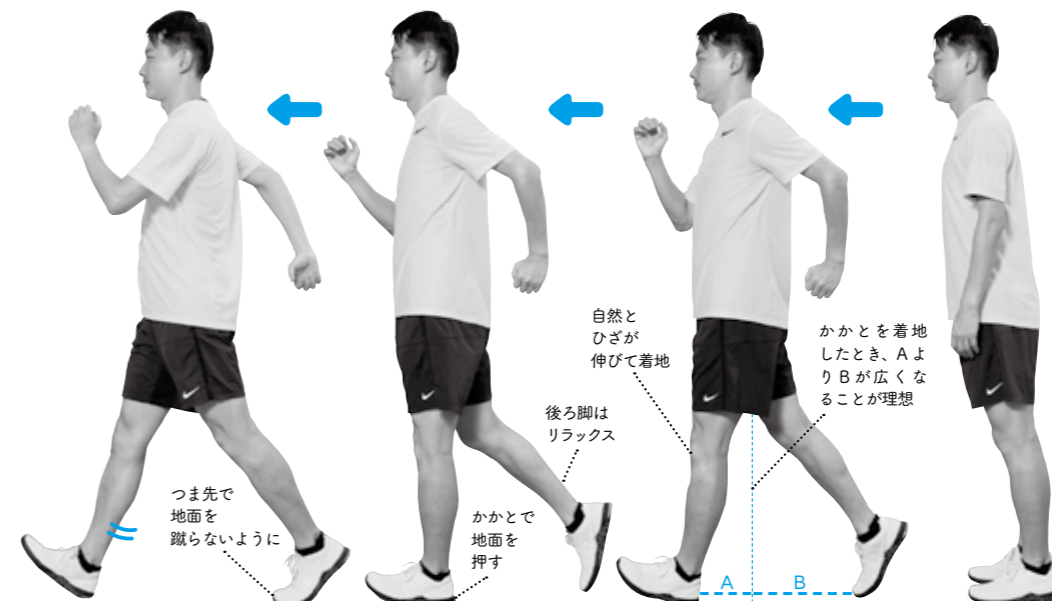 自然と
ひざが
伸びて着地
かかとを着地
したとき、Aよ
りBが広くな
ることが理想
後ろ脚は
リラックス
つま先で
地面を
蹴らないように
かかとで
地面を
押す
A
B